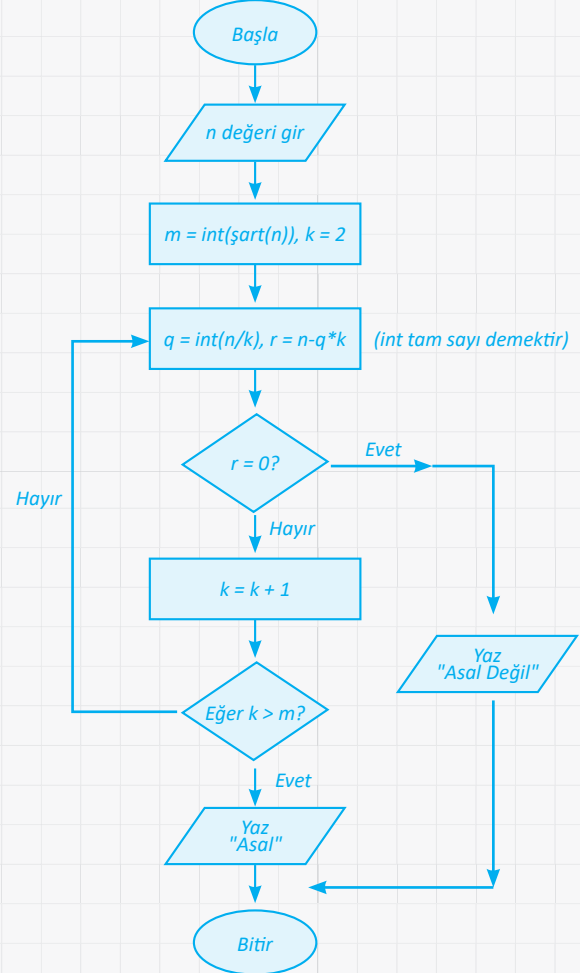 Başla
n değeri gir
m = int(şart(n)), k = 2
q = int(n/k), r = n-q*k
(int tam sayı demektir)
r = 0?
Evet
Hayır
Hayır
k = k + 1
Yaz
"Asal Değil"
Eğer k > m?
Evet
Yaz
"Asal"
Bitir